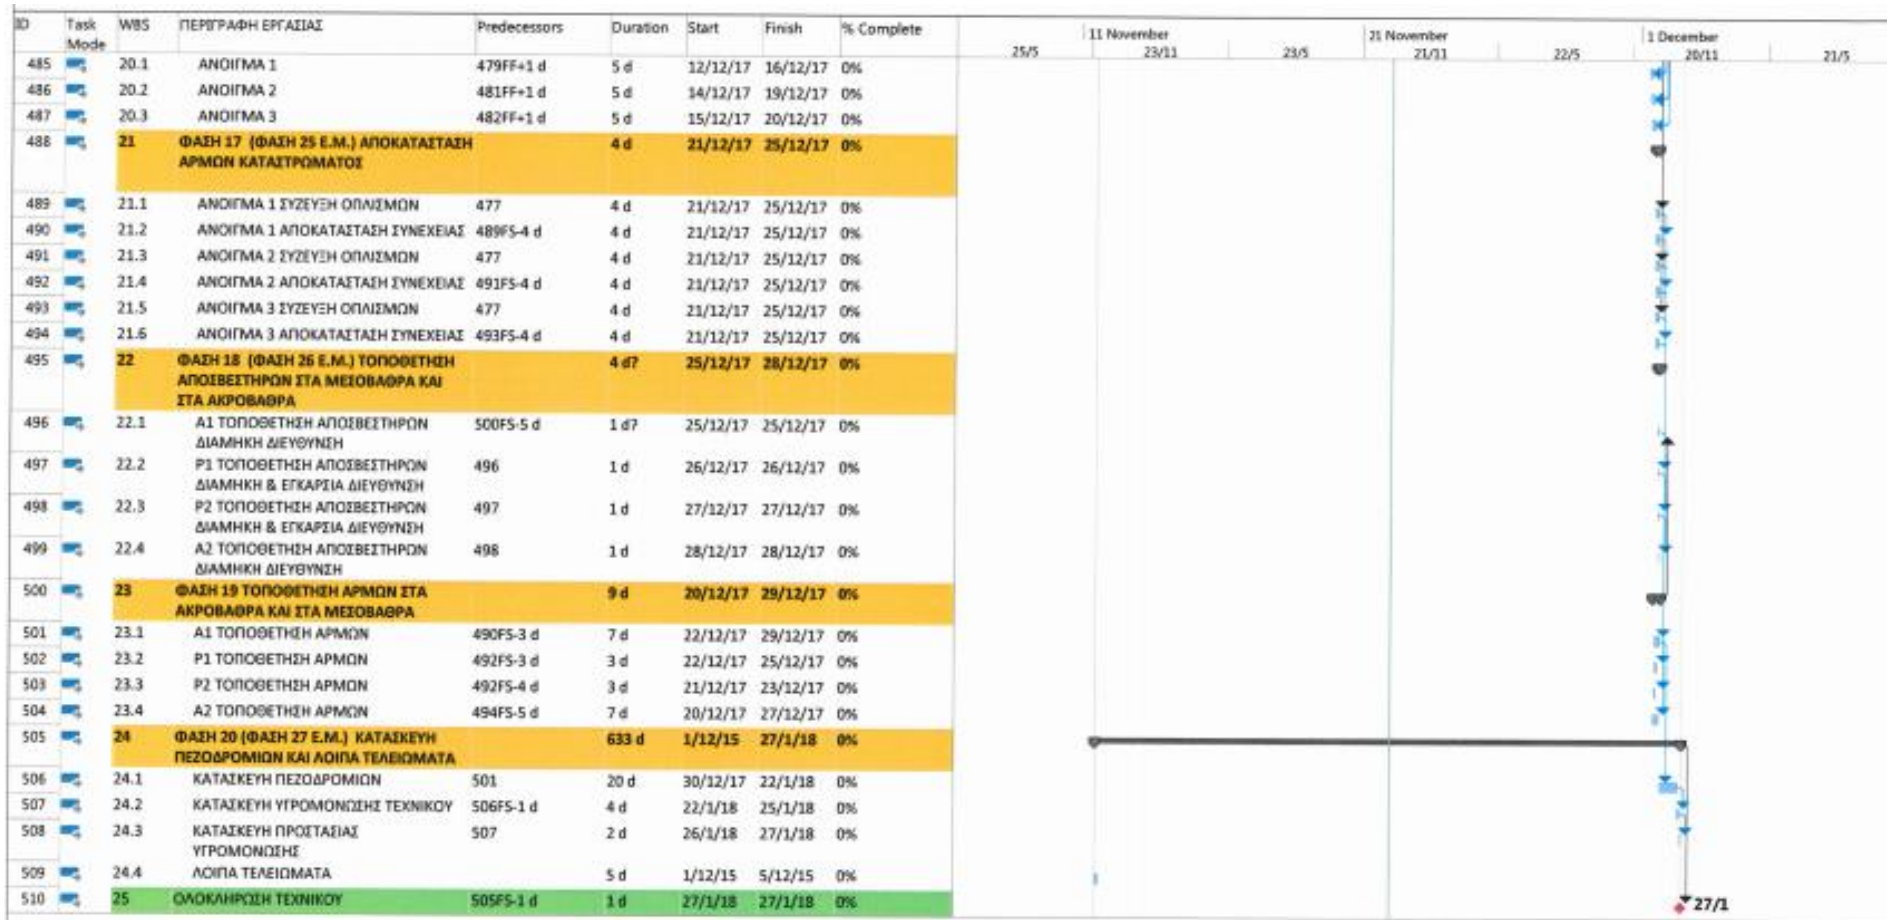 ID Task Mode WBS ΠΕΡΙΓΡΑΦΗ ΕΡΓΑΣΙΑΣ Predecessors Duration Start Finish % Complete
11 November 21 November 1 December
25/5 23/11 23/5 21/11 22/5 20/11 21/5
485 20.1 ΑΝΟΙΓΜΑ 1 479FF+1 d 5 d 12/12/17 16/12/17 0%
486 20.2 ΑΝΟΙΓΜΑ 2 481FF+1 d 5 d 14/12/17 19/12/17 0%
487 20.3 ΑΝΟΙΓΜΑ 3 482FF+1 d 5 d 15/12/17 20/12/17 0%
488 21 ΦΑΣΗ 17 (ΦΑΣΗ 25 Ε.Μ.) ΑΠΟΚΑΤΑΣΤΑΣΗ 4 d 21/12/17 25/12/17 0%
ΑΡΜΩΝ ΚΑΤΑΣΤΡΩΜΑΤΟΣ
489 21.1 ΑΝΟΙΓΜΑ 1 ΣΥΖΕΥΞΗ ΟΠΛΙΣΜΩΝ 477 4 d 21/12/17 25/12/17 0%
490 21.2 ΑΝΟΙΓΜΑ 1 ΑΠΟΚΑΤΑΣΤΑΣΗ ΣΥΝΕΧΕΙΑΣ 489FS-4 d 4 d 21/12/17 25/12/17 0%
491 21.3 ΑΝΟΙΓΜΑ 2 ΣΥΖΕΥΞΗ ΟΠΛΙΣΜΩΝ 477 4 d 21/12/17 25/12/17 0%
492 21.4 ΑΝΟΙΓΜΑ 2 ΑΠΟΚΑΤΑΣΤΑΣΗ ΣΥΝΕΧΕΙΑΣ 491FS-4 d 4 d 21/12/17 25/12/17 0%
493 21.5 ΑΝΟΙΓΜΑ 3 ΣΥΖΕΥΞΗ ΟΠΛΙΣΜΩΝ 477 4 d 21/12/17 25/12/17 0%
494 21.6 ΑΝΟΙΓΜΑ 3 ΑΠΟΚΑΤΑΣΤΑΣΗ ΣΥΝΕΧΕΙΑΣ 493FS-4 d 4 d 21/12/17 25/12/17 0%
495 22 ΦΑΣΗ 18 (ΦΑΣΗ 26 Ε.Μ.) ΤΟΠΟΘΕΤΗΣΗ 4 d? 25/12/17 28/12/17 0%
ΑΠΟΣΒΕΣΤΗΡΩΝ ΣΤΑ ΜΕΣΟΒΑΘΡΑ ΚΑΙ
ΣΤΑ ΑΚΡΟΒΑΘΡΑ
496 22.1 Α1 ΤΟΠΟΘΕΤΗΣΗ ΑΠΟΣΒΕΣΤΗΡΩΝ 500FS-5 d 1 d? 25/12/17 25/12/17 0%
ΔΙΑΜΗΚΗ ΔΙΕΥΘΥΝΣΗ
497 22.2 P1 ΤΟΠΟΘΕΤΗΣΗ ΑΠΟΣΒΕΣΤΗΡΩΝ 496 1 d 26/12/17 26/12/17 0%
ΔΙΑΜΗΚΗ & ΕΓΚΑΡΣΙΑ ΔΙΕΥΘΥΝΣΗ
498 22.3 P2 ΤΟΠΟΘΕΤΗΣΗ ΑΠΟΣΒΕΣΤΗΡΩΝ 497 1 d 27/12/17 27/12/17 0%
ΔΙΑΜΗΚΗ & ΕΓΚΑΡΣΙΑ ΔΙΕΥΘΥΝΣΗ
499 22.4 Α2 ΤΟΠΟΘΕΤΗΣΗ ΑΠΟΣΒΕΣΤΗΡΩΝ 498 1 d 28/12/17 28/12/17 0%
ΔΙΑΜΗΚΗ ΔΙΕΥΘΥΝΣΗ
500 23 ΦΑΣΗ 19 ΤΟΠΟΘΕΤΗΣΗ ΑΡΜΩΝ ΣΤΑ 9 d 20/12/17 29/12/17 0%
ΑΚΡΟΒΑΘΡΑ ΚΑΙ ΣΤΑ ΜΕΣΟΒΑΘΡΑ
501 23.1 Α1 ΤΟΠΟΘΕΤΗΣΗ ΑΡΜΩΝ 490FS-3 d 7 d 22/12/17 29/12/17 0%
502 23.2 P1 ΤΟΠΟΘΕΤΗΣΗ ΑΡΜΩΝ 492FS-3 d 3 d 22/12/17 25/12/17 0%
503 23.3 P2 ΤΟΠΟΘΕΤΗΣΗ ΑΡΜΩΝ 492FS-4 d 3 d 21/12/17 23/12/17 0%
504 23.4 Α2 ΤΟΠΟΘΕΤΗΣΗ ΑΡΜΩΝ 494FS-5 d 7 d 20/12/17 27/12/17 0%
505 24 ΦΑΣΗ 20 (ΦΑΣΗ 27 Ε.Μ.) ΚΑΤΑΣΚΕΥΗ 633 d 1/12/15 27/1/18 0%
ΠΕΖΟΔΡΟΜΙΩΝ ΚΑΙ ΛΟΙΠΑ ΤΕΛΕΙΩΜΑΤΑ
506 24.1 ΚΑΤΑΣΚΕΥΗ ΠΕΖΟΔΡΟΜΙΩΝ 501 20 d 30/12/17 22/1/18 0%
507 24.2 ΚΑΤΑΣΚΕΥΗ ΥΓΡΟΜΟΝΩΣΗΣ ΤΕΧΝΙΚΟΥ 506FS-1 d 4 d 22/1/18 25/1/18 0%
508 24.3 ΚΑΤΑΣΚΕΥΗ ΠΡΟΣΤΑΣΙΑΣ 507 2 d 26/1/18 27/1/18 0%
ΥΓΡΟΜΟΝΩΣΗΣ
509 24.4 ΛΟΙΠΑ ΤΕΛΕΙΩΜΑΤΑ 5 d 1/12/15 5/12/15 0%
510 25 ΟΛΟΚΛΗΡΩΣΗ ΤΕΧΝΙΚΟΥ 505FS-1 d 1 d 27/1/18 27/1/18 0%
27/1